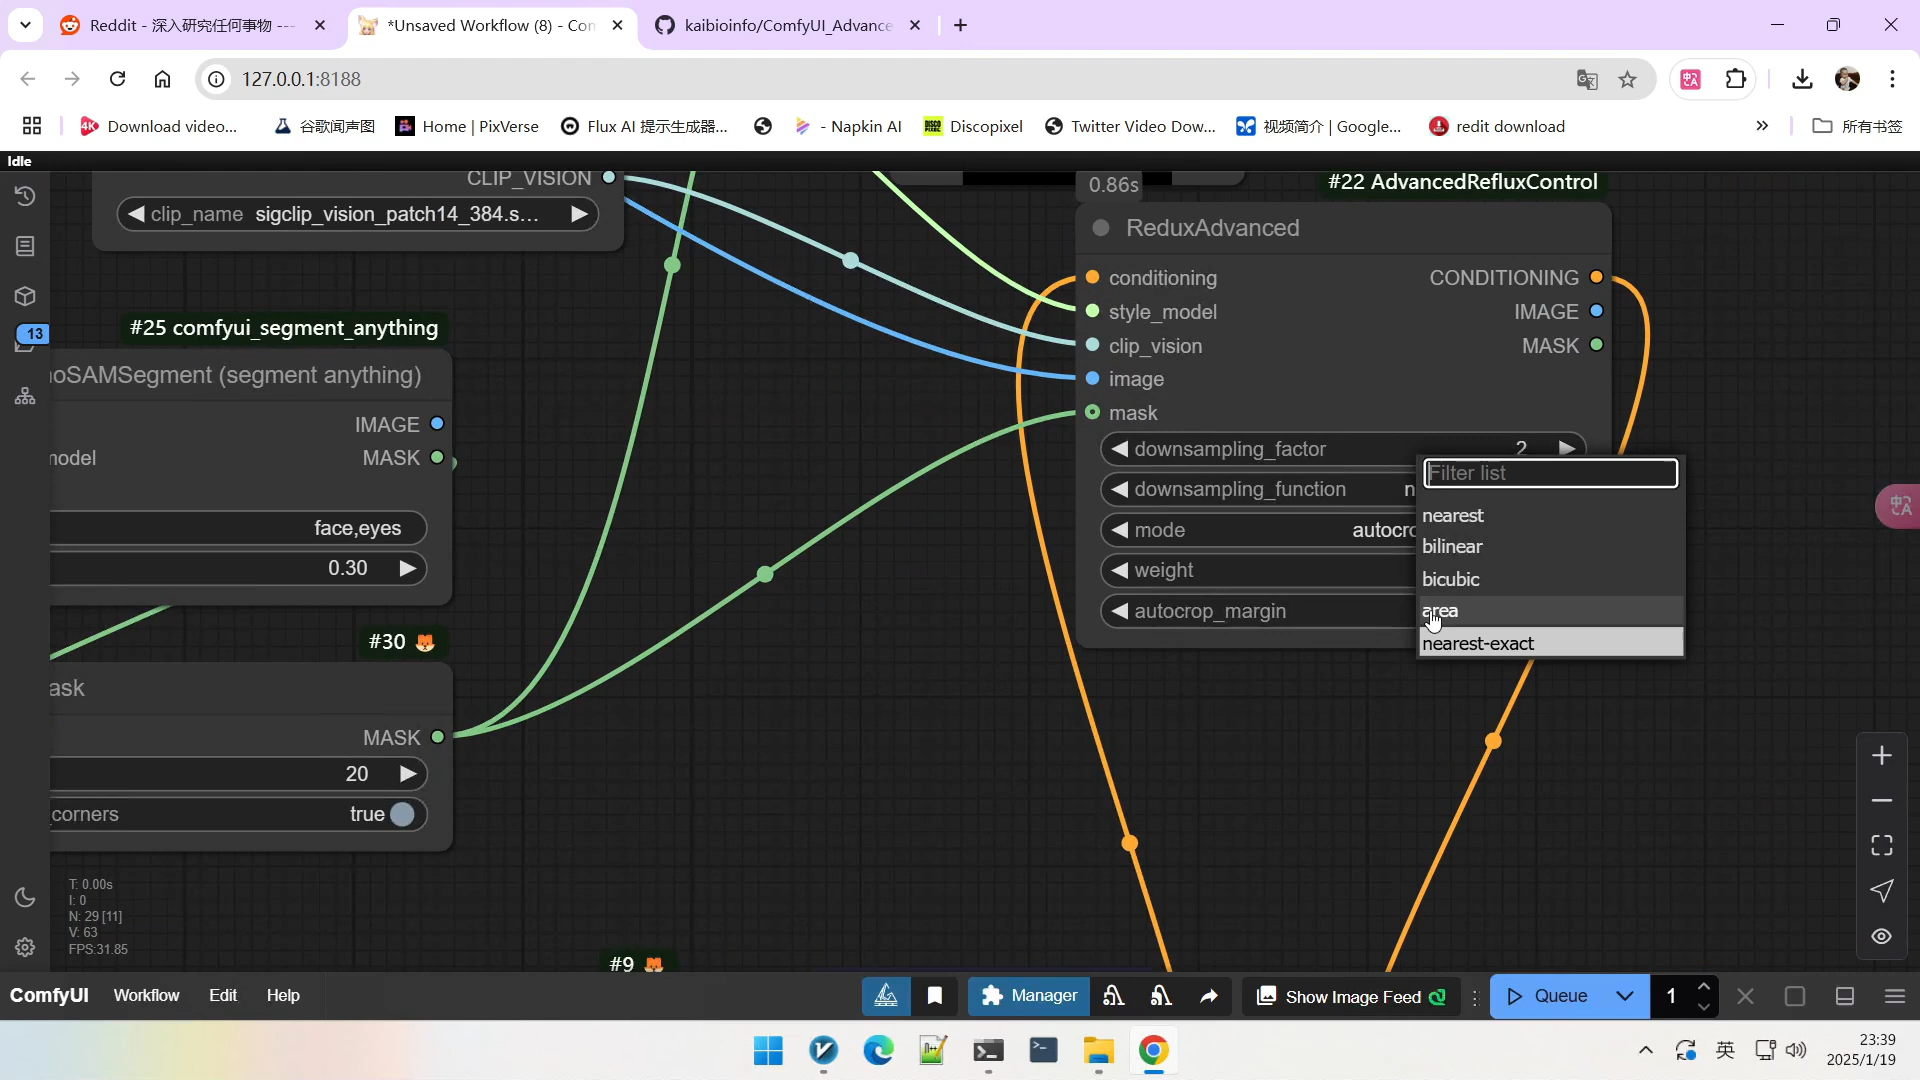 Reddit - 深入研究任何事物 ---
*Unsaved Workflow (8) - Con
kaibioinfo/ComfyUI_Advance
127.0.0.1:8188
Download video...
谷歌闻声图
Home | PixVerse
Flux AI 提示生成器...
- Napkin AI
Discopixel
Twitter Video Dow...
视频简介 | Google...
redit download
所有书签
Idle
CLIP_VISION
clip_name sigclip_vision_patch14_384.s...
0.86s
#22 AdvancedRefluxControl
ReduxAdvanced
conditioning
CONDITIONING
style_model
IMAGE
clip_vision
MASK
image
mask
downsampling_factor 2
downsampling_function n
mode autocro
weight
autocrop_margin
Filter list
nearest
bilinear
bicubic
area
nearest-exact
13
#25 comfyui_segment_anything
noSAMSegment (segment anything)
IMAGE
model
MASK
face,eyes
0.30
#30
ask
MASK
20
_corners true
T: 0.00s
I: 0
N: 29 [11]
V: 63
FPS:31.85
#9
ComfyUI
Workflow
Edit
Help
Manager
Show Image Feed
Queue
1
英
23:39
2025/1/19